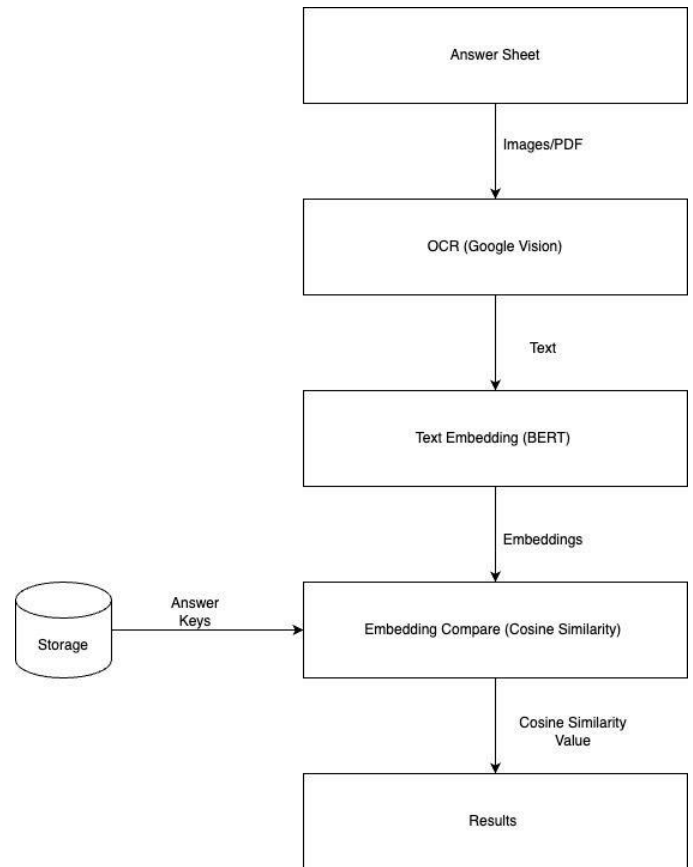 Answer Sheet
Images/PDF
OCR (Google Vision)
Text
Text Embedding (BERT)
Embeddings
Storage
Answer
Keys
Embedding Compare (Cosine Similarity)
Cosine Similarity
Value
Results